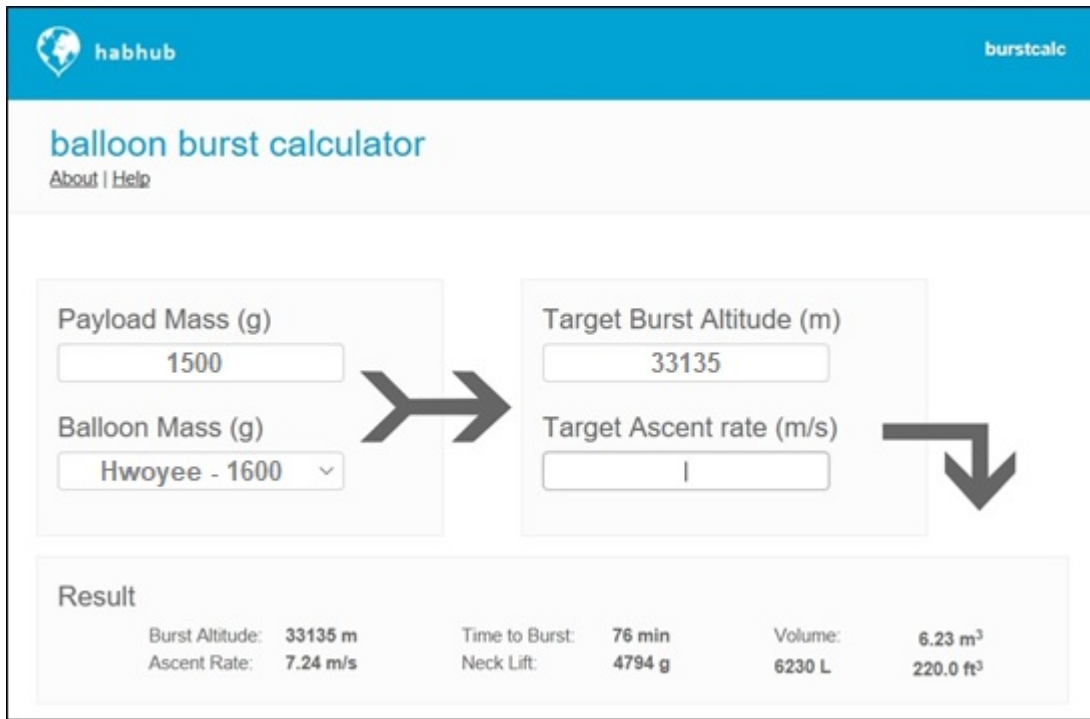 habhub
burstcalc
balloon burst calculator
About | Help
Payload Mass (g)
1500
Balloon Mass (g)
Hwoyee - 1600
Target Burst Altitude (m)
33135
Target Ascent rate (m/s)
Result
Burst Altitude: 33135 m Time to Burst: 76 min Volume: 6.23 m³
Ascent Rate: 7.24 m/s Neck Lift: 4794 g 6230 L 220.0 ft³